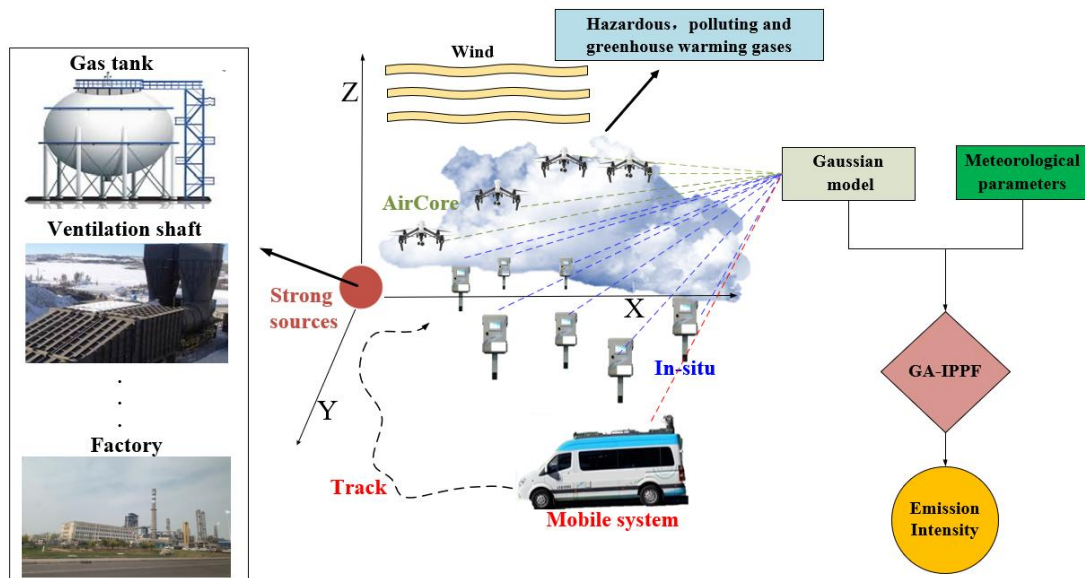 Gas tank
Ventilation shaft
.
.
.
.
Factory
Wind
Hazardous，polluting and
greenhouse warming gases
Z
AirCore
Strong
sources
X
Y
In-situ
Track
Mobile system
Gaussian
model
Meteorological
parameters
GA-IPPF
Emission
Intensity